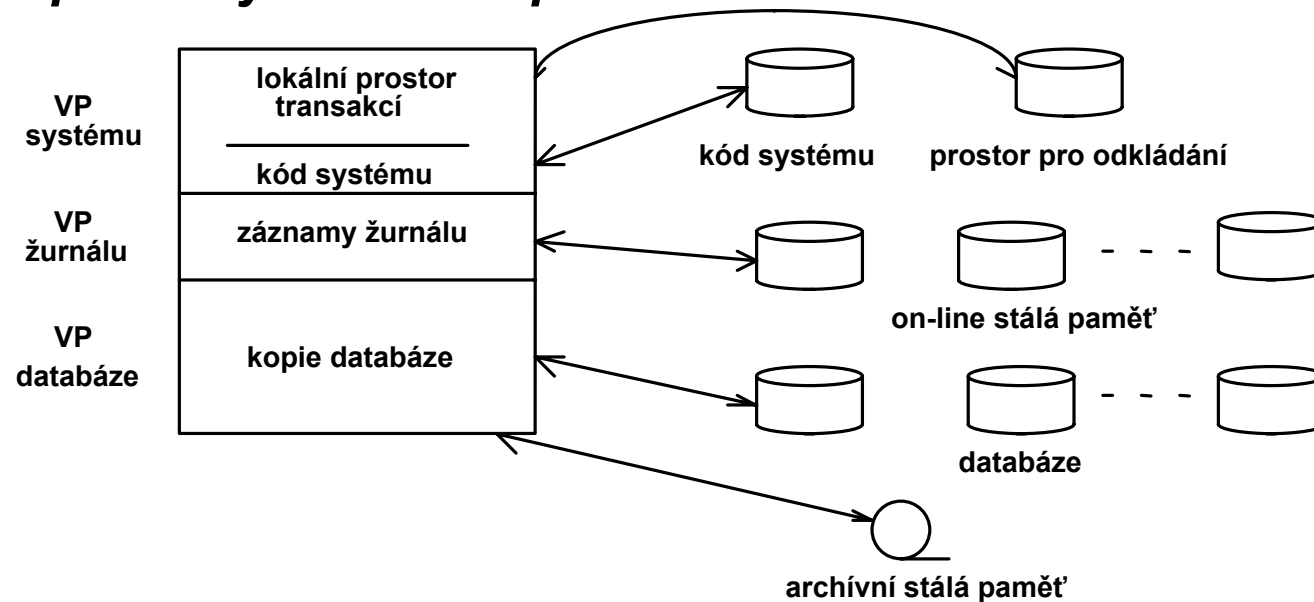 lokální prostor
transakcí
VP
systému
kód systému
kód systému
prostor pro odkládání
VP
žurnálu
záznamy žurnálu
on-line stálá paměť
VP
databáze
kopie databáze
databáze
archívní stálá paměť